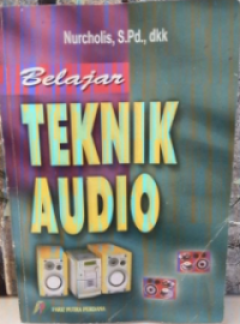 Nurcholis, S.Pd., dkk
Belajar
TEKNIK
AUDIO